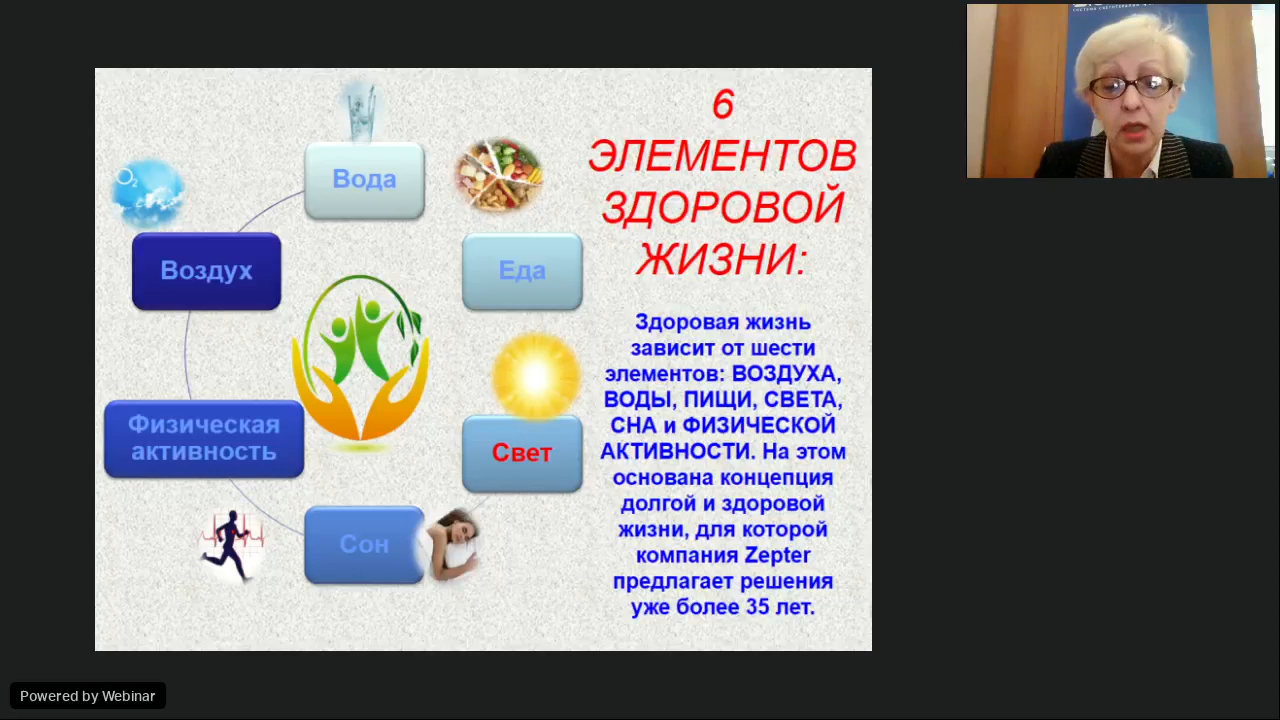 6
ЭЛЕМЕНТОВ
ЗДОРОВОЙ
ЖИЗНИ:
Вода
O2
Воздух
Еда
Физическая
активность
Свет
Сон
Здоровая жизнь
зависит от шести
элементов: ВОЗДУХА,
ВОДЫ, ПИЩИ, СВЕТА,
СНА и ФИЗИЧЕСКОЙ
АКТИВНОСТИ. На этом
основана концепция
долгой и здоровой
жизни, для которой
компания Zepter
предлагает решения
уже более 35 лет.
Powered by Webinar